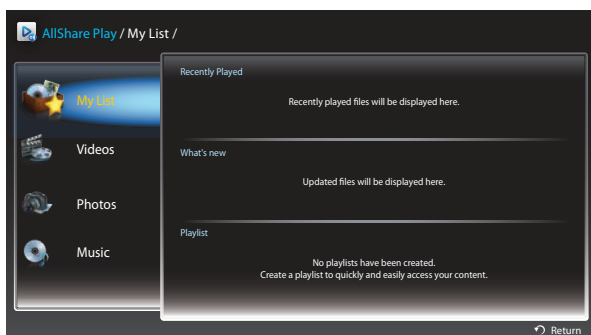 AllShare Play / My List /
My List
Videos
Photos
Music
Recently Played
Recently played files will be displayed here.
What's new
Updated files will be displayed here.
Playlist
No playlists have been created.
Create a playlist to quickly and easily access your content.
Return